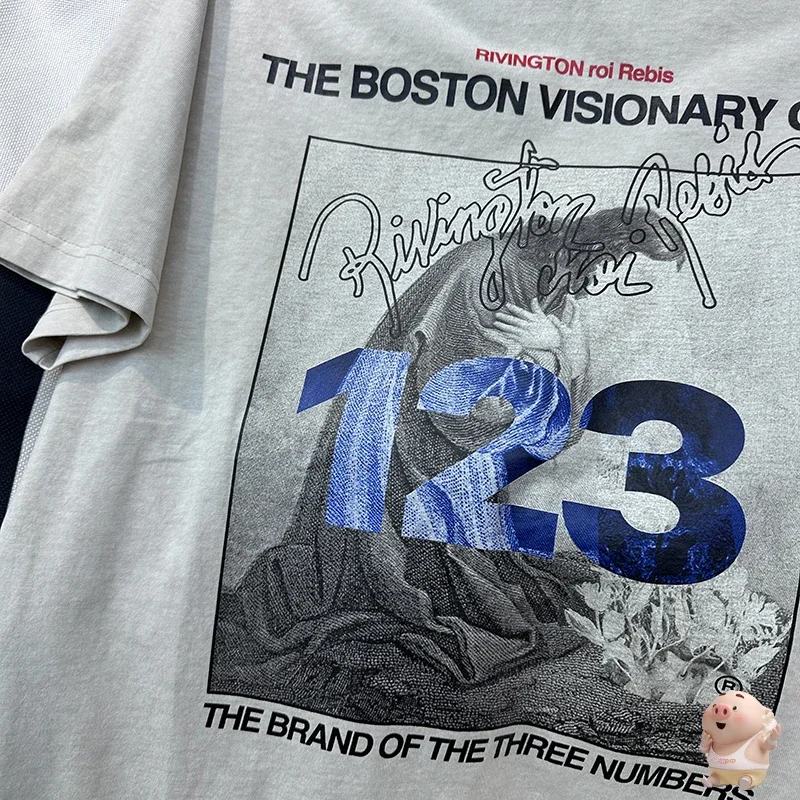 RIVINGTON roi Rebis
THE BOSTON VISIONARY
Rivington
roi Rebis
123
®
THE BRAND OF THE THREE NUMBERS